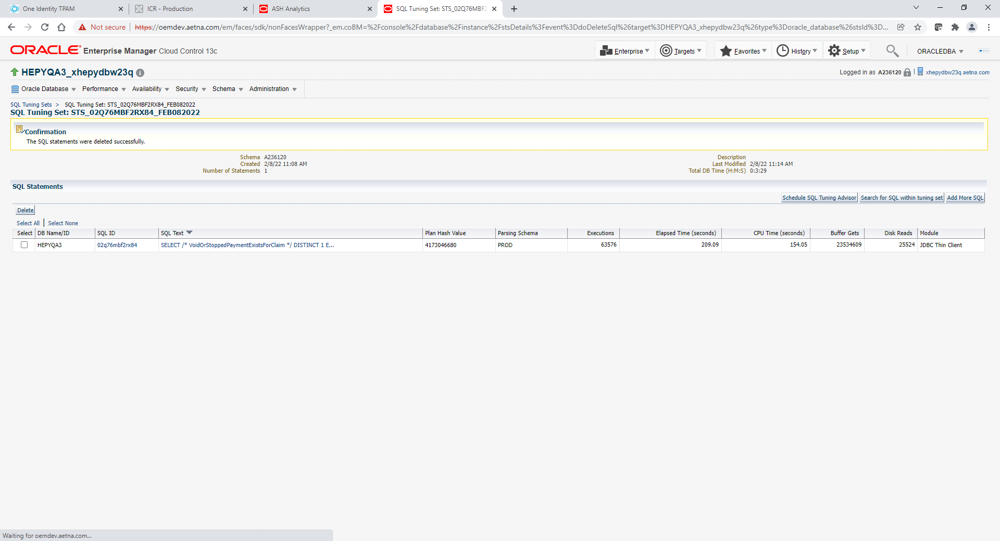 One Identity TPAM
ICR - Production
ASH Analytics
SQL Tuning Set: STS_02Q76MBF2
Not secure
https://oemdev.aetna.com/em/faces/sdk/nonFacesWrapper?_em.coBM=%2Fconsole%2Fdatabase%2Finstance%2FstsDetails%3Fevent%3DdoDeleteSql%26target%3DHEPYQA3_xhepydbw23q%26type%3Doracle_database%26stsId%3D...
ORACLE® Enterprise Manager Cloud Control 13c
Enterprise
Targets
Favorites
History
Setup
ORACLEDBA
HEPYQA3_xhepydbw23q
Logged in as A236120
xhepydbw23q.aetna.com
Oracle Database
Performance
Availability
Security
Schema
Administration
SQL Tuning Sets > SQL Tuning Set: STS_02Q76MBF2RX84_FEB082022
SQL Tuning Set: STS_02Q76MBF2RX84_FEB082022
Confirmation
The SQL statements were deleted successfully.
Schema A236120
Created 2/8/22 11:08 AM
Number of Statements 1
Description
Last Modified 2/8/22 11:14 AM
Total DB Time (H:M:S) 0:3:29
SQL Statements
Schedule SQL Tuning Advisor
Search for SQL within tuning set
Add More SQL
Delete
Select All | Select None
Select DB Name/ID SQL ID SQL Text Plan Hash Value Parsing Schema Executions Elapsed Time (seconds) CPU Time (seconds) Buffer Gets Disk Reads Module
HEPYQA3 02q76mbf2rx84 SELECT /* VoidOrStoppedPaymentExistsForClaim */ DISTINCT 1 E... 4173046680 PROD 63576 209.09 154.05 23534609 25524 JDBC Thin Client
Waiting for oemdev.aetna.com...